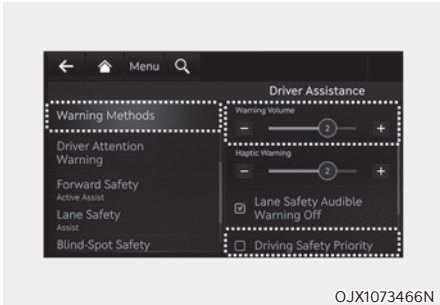 Menu
Driver Assistance
Warning Methods
Driver Attention
Warning
Forward Safety
Active Assist
Lane Safety
Assist
Blind-Spot Safety
Warning Volume
– 2 +
Haptic Warning
– 2 +
Lane Safety Audible
Warning Off
Driving Safety Priority
OJX1073466N